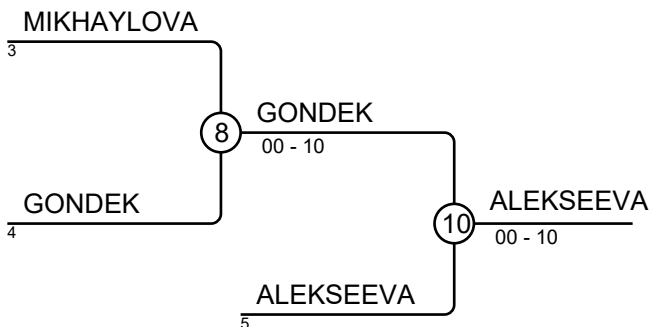 MIKHAYLOVA
3
8
GONDEK
00 - 10
GONDEK
4
10
ALEKSEEVA
00 - 10
ALEKSEEVA
5